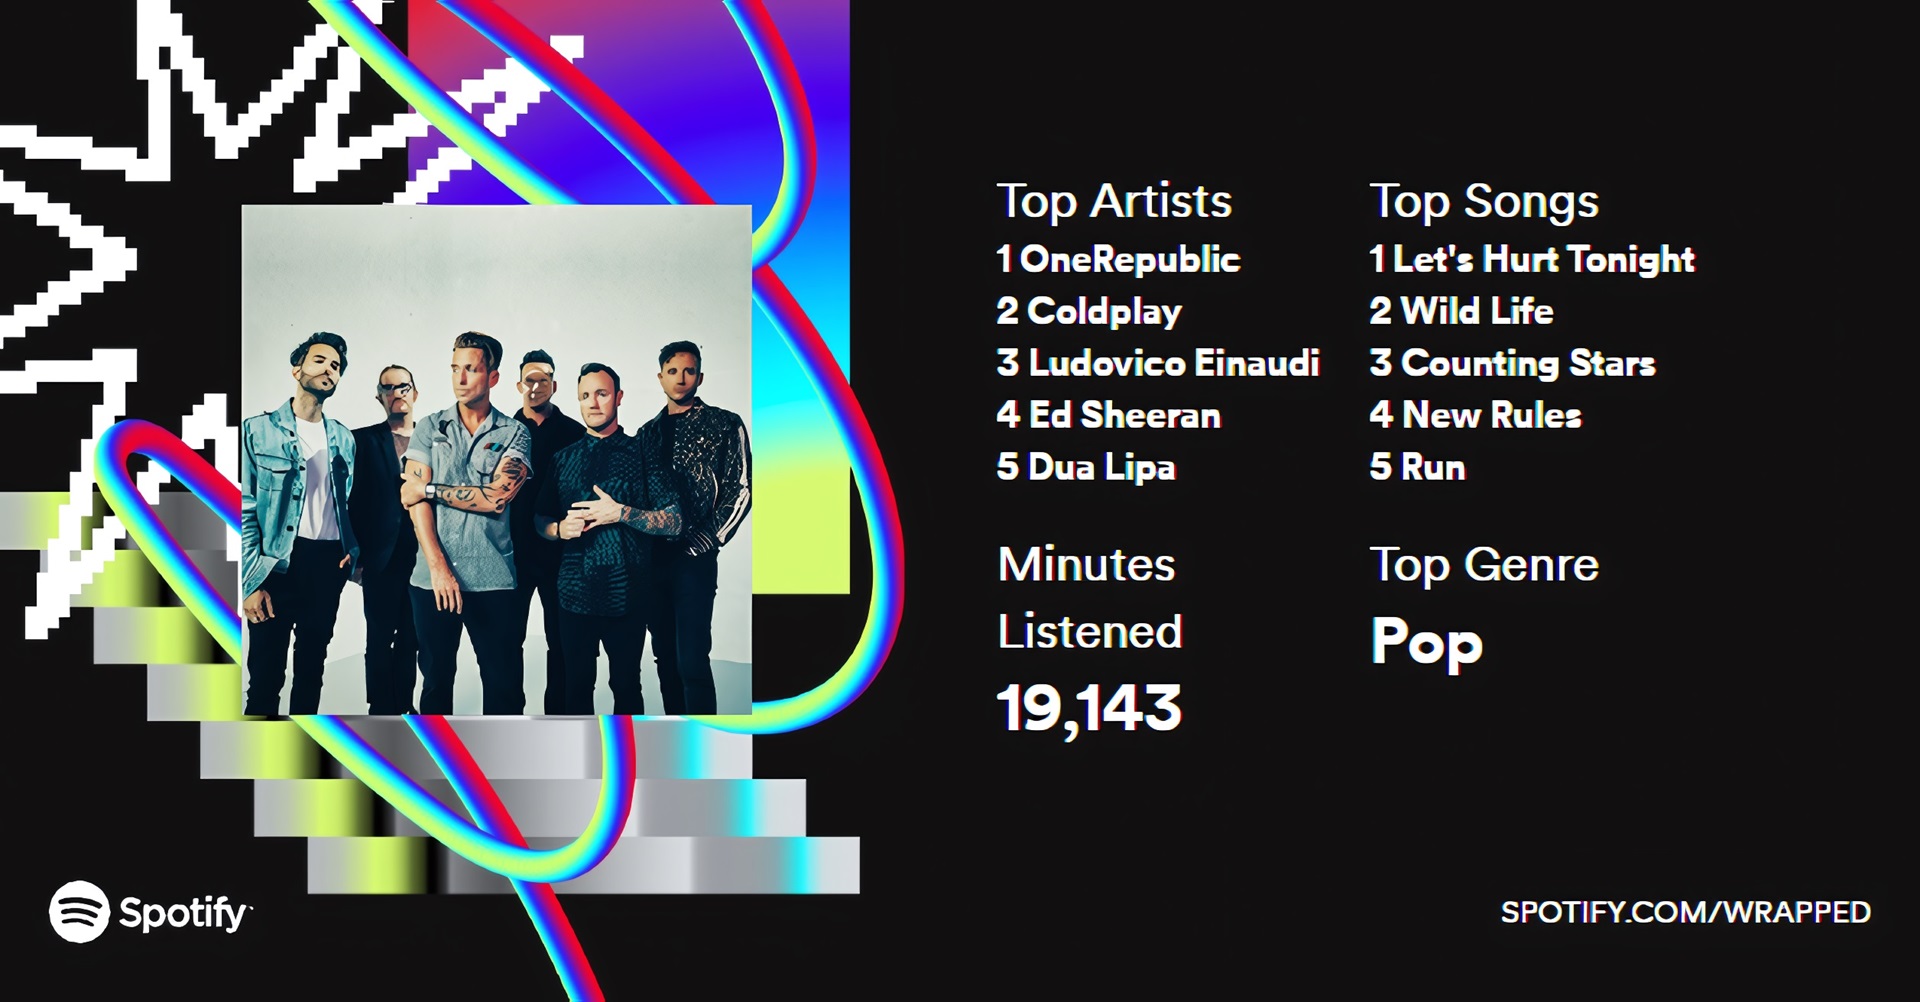 Top Artists
1 OneRepublic
2 Coldplay
3 Ludovico Einaudi
4 Ed Sheeran
5 Dua Lipa
Top Songs
1 Let's Hurt Tonight
2 Wild Life
3 Counting Stars
4 New Rules
5 Run
Minutes
Listened
19,143
Top Genre
Pop
Spotify
SPOTIFY.COM/WRAPPED